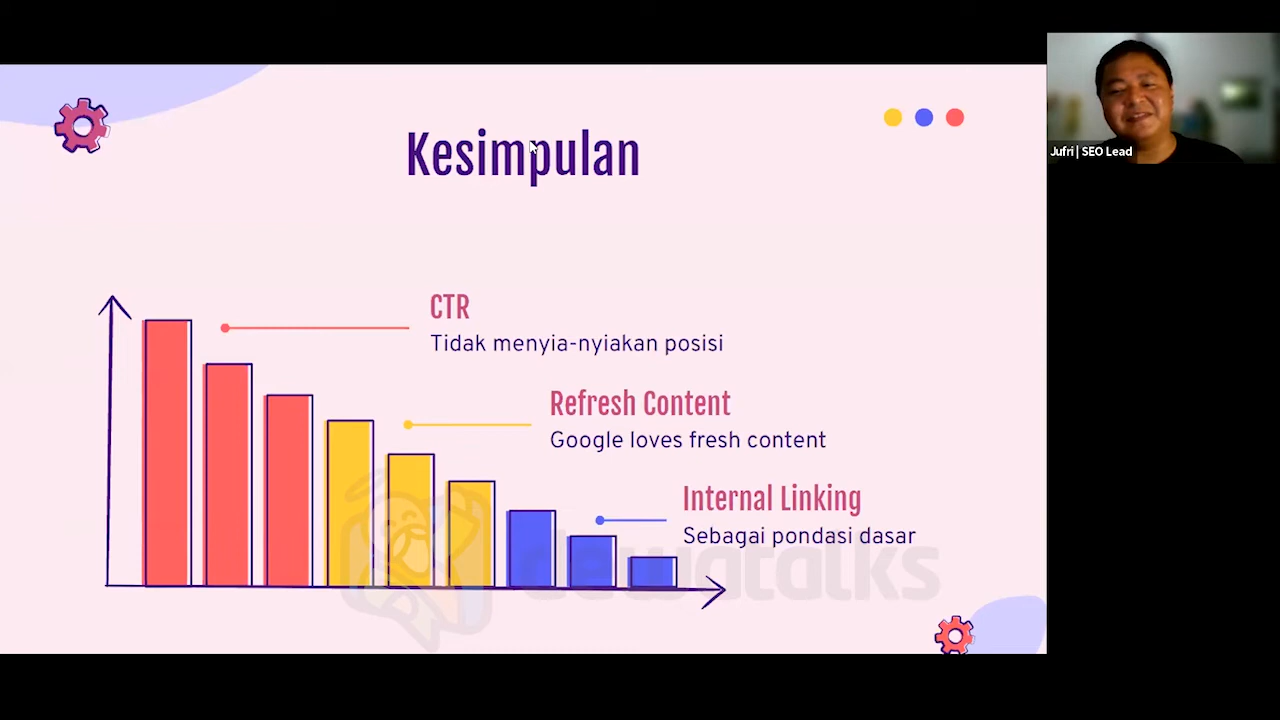 Kesimpulan
Jufri | SEO Lead
CTR
Tidak menyia-nyiakan posisi
Refresh Content
Google loves fresh content
Internal Linking
Sebagai pondasi dasar
dewatalks